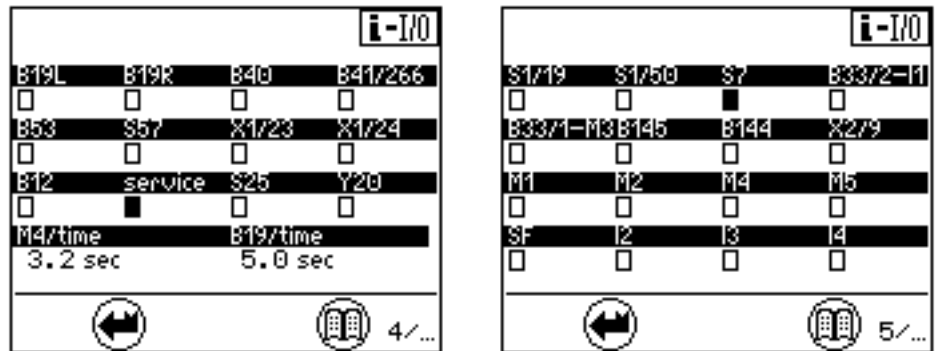 i-I/0
B19L B19R B40 B41/266
B53 S57 X1/23 X1/24
B12 service S25 Y20
M4/time B19/time
3.2 sec 5.0 sec
4/...
i-I/0
S1/19 S1/50 S7 B33/2-I1
B33/1-M3 B145 B144 X2/9
M1 M2 M4 M5
SF I2 I3 I4
5/...